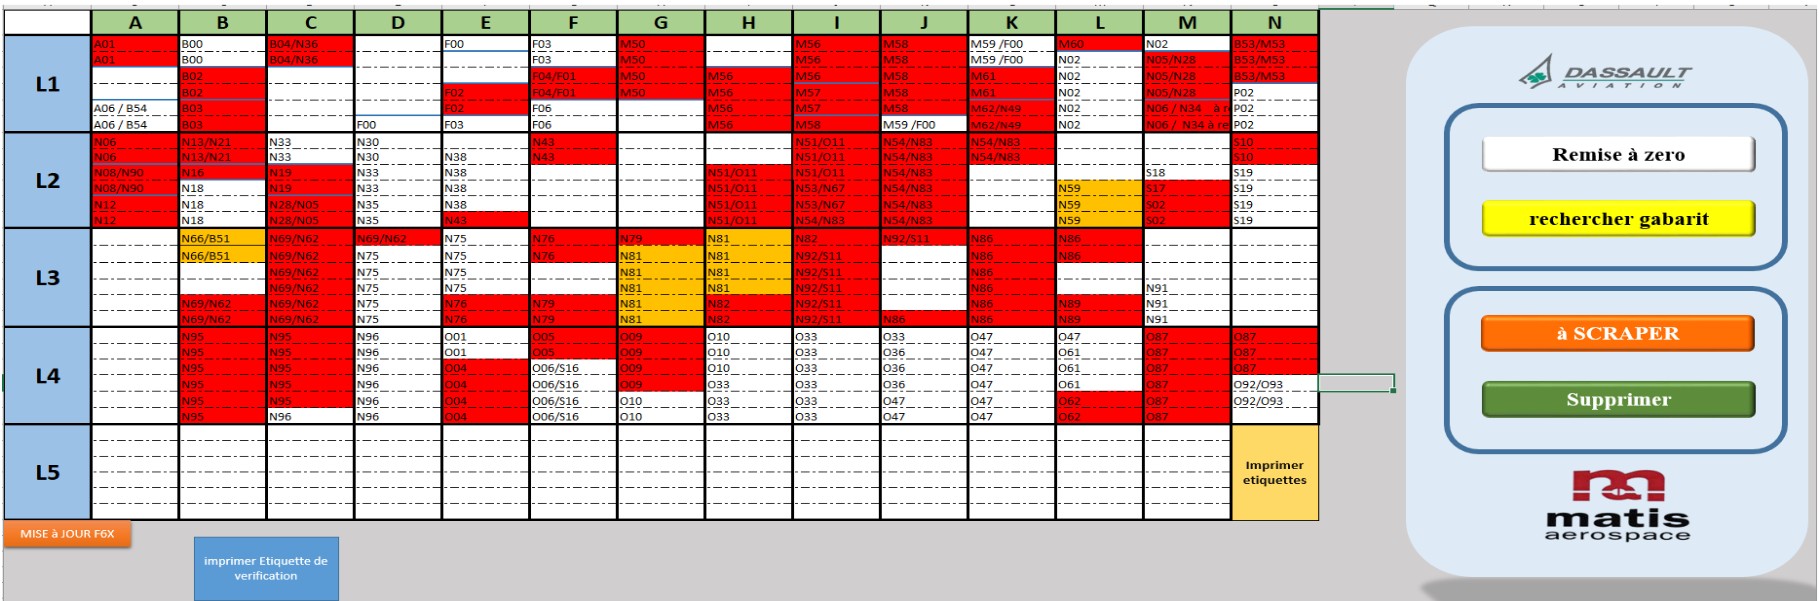 A B C D E F G H I J K L M N
A01 B00 B04/N36 F00 F03 M50 M56 M58 M59 /F00 M60 N02 B53/M53
A01 B00 B04/N36 F03 M50 M56 M58 M59 /F00 N02 N05/N28 B53/M53
B02 F04/F01 M50 M56 M56 M58 M61 N02 N05/N28 B53/M53
L1
B02 F02 F04/F01 M50 M56 M57 M58 M61 N02 N05/N28 P02
A06 / B54 B03 F02 F06 M56 M57 M58 M62/N49 N02 N06 / N34 à r P02
A06 / B54 B03 F00 F03 F06 M56 M58 M59 /F00 M62/N49 N02 N06 / N34 à re P02
N06 N13/N21 N33 N30 N43 N51/O11 N54/N83 N54/N83 S10
N06 N13/N21 N33 N30 N38 N43 N51/O11 N54/N83 N54/N83 S10
N08/N90 N16 N19 N33 N38 N51/O11 N51/O11 N54/N83 S18 S19
L2
N08/N90 N18 N19 N33 N38 N51/O11 N53/N67 N54/N83 N59 S17 S19
N12 N18 N28/N05 N35 N38 N51/O11 N53/N67 N54/N83 N59 S02 S19
N12 N18 N28/N05 N35 N43 N51/O11 N54/N83 N54/N83 N59 S02 S19
N66/B51 N69/N62 N69/N62 N75 N76 N79 N81 N82 N92/S11 N86 N86
N66/B51 N69/N62 N75 N75 N76 N81 N81 N92/S11 N86 N86
N69/N62 N75 N75 N81 N81 N92/S11 N86
L3
N69/N62 N75 N75 N81 N81 N92/S11 N86 N91
N69/N62 N69/N62 N75 N76 N79 N81 N82 N92/S11 N86 N89 N91
N69/N62 N69/N62 N75 N76 N79 N81 N82 N92/S11 N86 N86 N89 N91
N95 N95 N96 O01 O05 O09 O10 O33 O33 O47 O47 O87 O87
N95 N95 N96 O01 O05 O09 O10 O33 O36 O47 O61 O87 O87
N95 N95 N96 O04 O06/S16 O09 O10 O33 O36 O47 O61 O87 O87
L4
N95 N95 N96 O04 O06/S16 O09 O33 O33 O36 O47 O61 O87 O92/O93
N95 N95 N96 O04 O06/S16 O10 O33 O33 O47 O47 O62 O87 O92/O93
N95 N96 N96 O04 O06/S16 O10 O33 O33 O47 O47 O62 O87
L5
Imprimer
etiquettes
MISE à JOUR F6X
imprimer Etiquette de
verification
DASSAULT
AVIATION
Remise à zero
rechercher gabarit
à SCRAPER
Supprimer
matis
aerospace